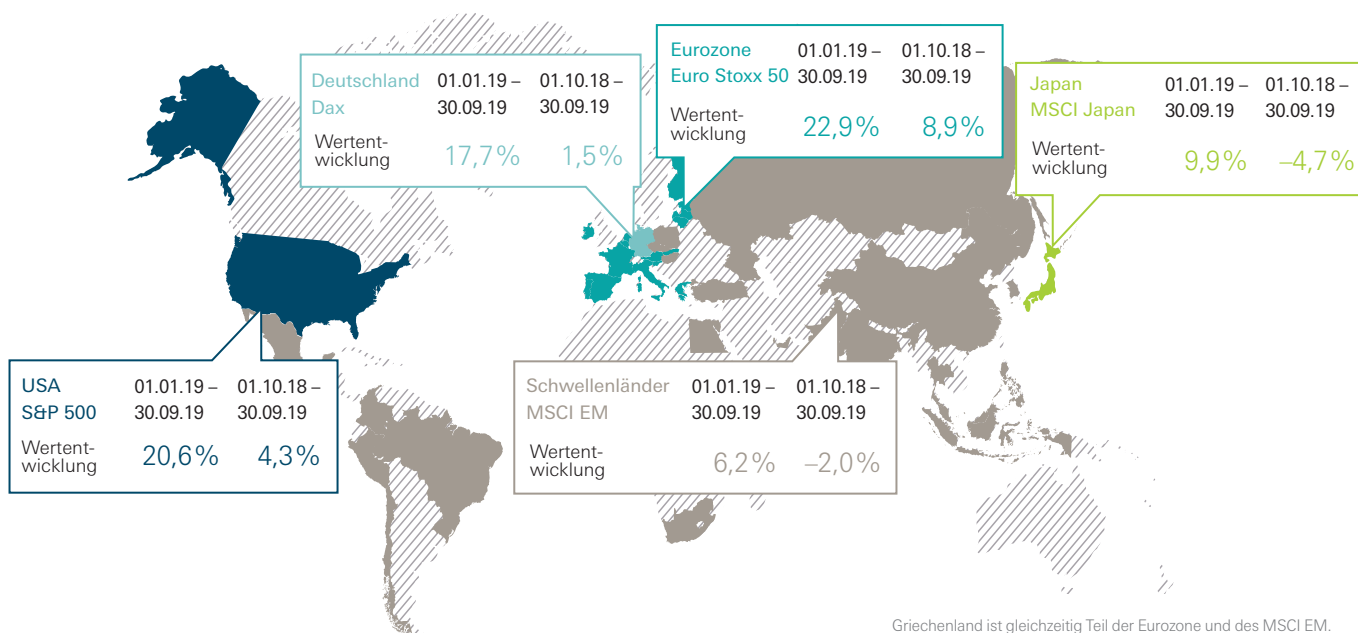 Deutschland 01.01.19 – 01.10.18 –
Dax 30.09.19 30.09.19
Wertent-
wicklung 17,7% 1,5%
Eurozone 01.01.19 – 01.10.18 –
Euro Stoxx 50 30.09.19 30.09.19
Wertent-
wicklung 22,9% 8,9%
Japan 01.01.19 – 01.10.18 –
MSCI Japan 30.09.19 30.09.19
Wertent-
wicklung 9,9% –4,7%
USA 01.01.19 – 01.10.18 –
S&P 500 30.09.19 30.09.19
Wertent-
wicklung 20,6% 4,3%
Schwellenländer 01.01.19 – 01.10.18 –
MSCI EM 30.09.19 30.09.19
Wertent-
wicklung 6,2% –2,0%
Griechenland ist gleichzeitig Teil der Eurozone und des MSCI EM.